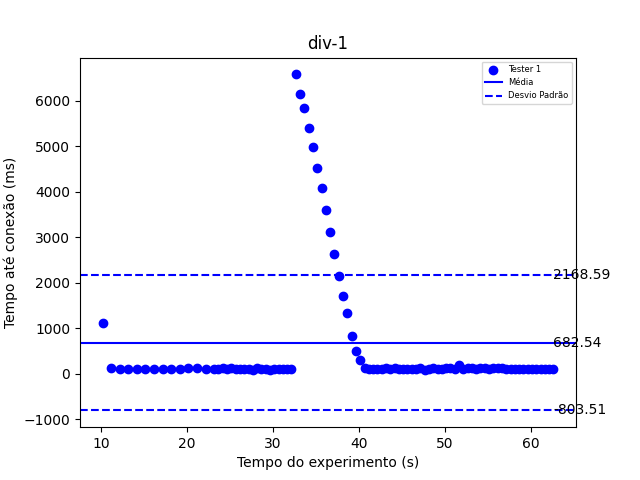 div-1
Tester 1
Média
Desvio Padrão
Tempo até conexão (ms)
6000
5000
4000
3000
2000
1000
0
−1000
2168.59
682.54
803.51
10 20 30 40 50 60
Tempo do experimento (s)